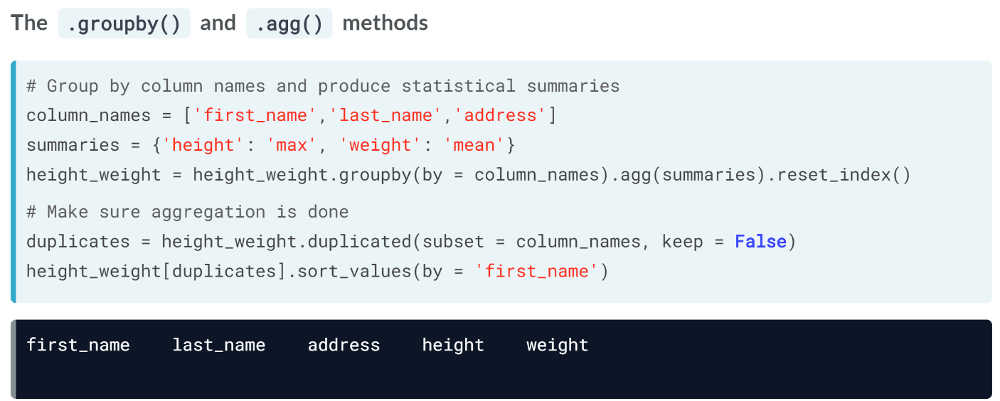 The .groupby() and .agg() methods
# Group by column names and produce statistical summaries
column_names = ['first_name','last_name','address']
summaries = {'height': 'max', 'weight': 'mean'}
height_weight = height_weight.groupby(by = column_names).agg(summaries).reset_index()
# Make sure aggregation is done
duplicates = height_weight.duplicated(subset = column_names, keep = False)
height_weight[duplicates].sort_values(by = 'first_name')
first_name last_name address height weight